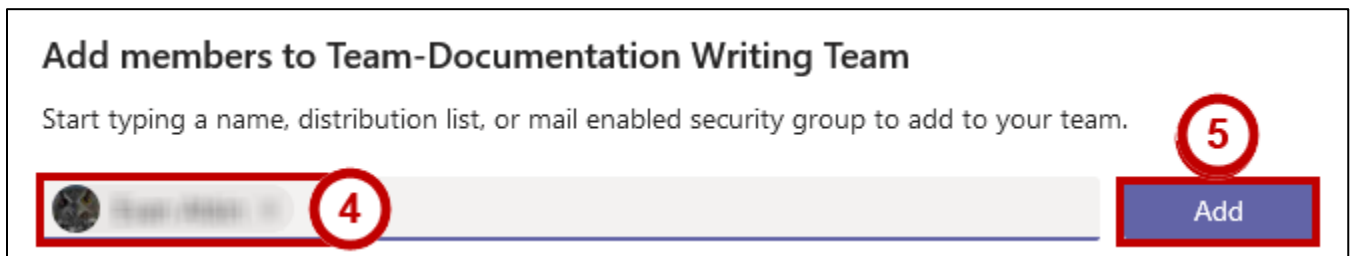 Add members to Team-Documentation Writing Team
Start typing a name, distribution list, or mail enabled security group to add to your team.
5
4
Add